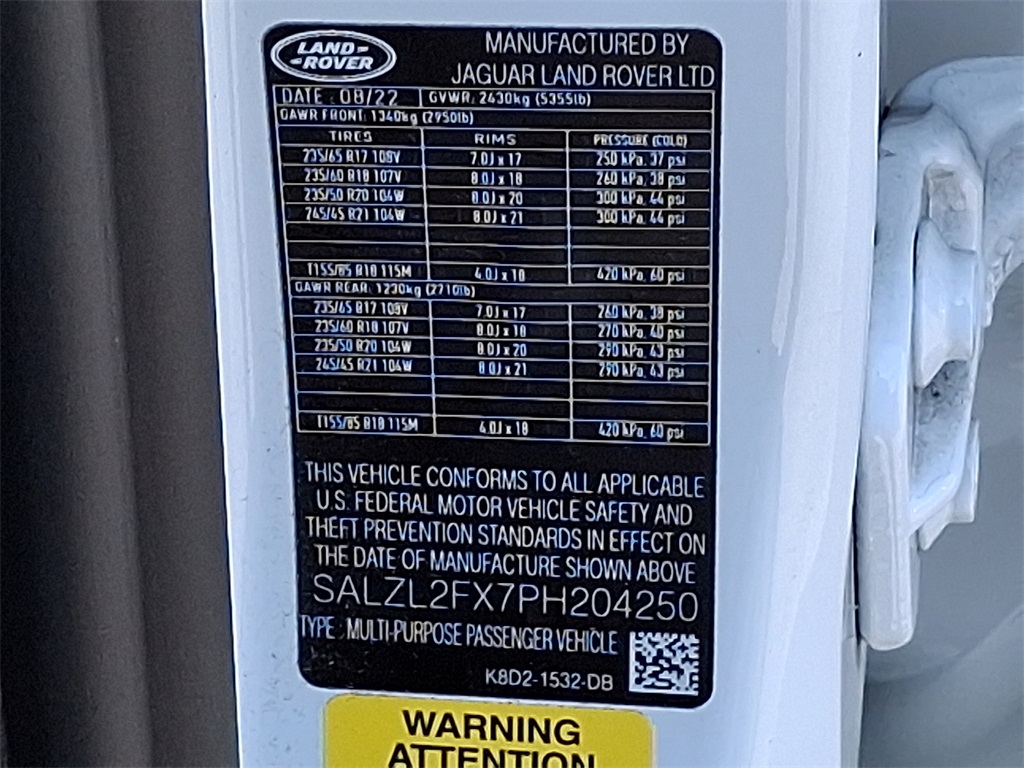 LAND-
-ROVER
MANUFACTURED BY
JAGUAR LAND ROVER LTD
DATE : 08/22 GVWR: 2430kg (5355lb)
GAWR FRONT: 1340kg (2950lb)
TIRES RIMS PRESSURE (COLD)
235/65 R17 108V 7.0J x 17 250 kPa, 37 psi
235/60 R18 107V 8.0J x 18 260 kPa, 38 psi
235/50 R20 104W 8.0J x 20 300 kPa, 44 psi
245/45 R21 104W 8.0J x 21 300 kPa, 44 psi
T155/85 R18 115M 4.0J x 18 420 kPa, 60 psi
GAWR REAR: 1230kg (2710lb)
235/65 R17 108V 7.0J x 17 260 kPa, 38 psi
235/60 R18 107V 8.0J x 18 270 kPa, 40 psi
235/50 R20 104W 8.0J x 20 290 kPa, 43 psi
245/45 R21 104W 8.0J x 21 290 kPa, 43 psi
T155/85 R18 115M 4.0J x 18 420 kPa, 60 psi
THIS VEHICLE CONFORMS TO ALL APPLICABLE
U.S. FEDERAL MOTOR VEHICLE SAFETY AND
THEFT PREVENTION STANDARDS IN EFFECT ON
THE DATE OF MANUFACTURE SHOWN ABOVE
SALZL2FX7PH204250
TYPE : MULTI-PURPOSE PASSENGER VEHICLE
K8D2-1532-DB
WARNING
ATTENTION